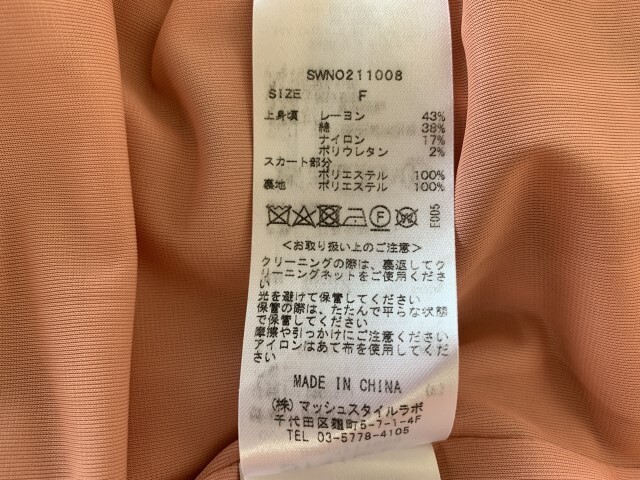 SWNO211008
SIZE F
上身頃 レーヨン 43%
綿 38%
ナイロン 17%
ポリウレタン 2%
スカート部分
ポリエステル 100%
裏地 ポリエステル 100%
F005
<お取り扱い上のご注意>
クリーニングの際は、裏返してク
リーニングネットをご使用くださ
い
光を避けて保管してください
保管の際は、たたんで平らな状態
で保管してください
摩擦や引っかけにご注意ください
アイロンはあて布を使用してくだ
さい
MADE IN CHINA
(株)マッシュスタイルラボ
千代田区麹町5-7-1-4F
TEL 03-5778-4105